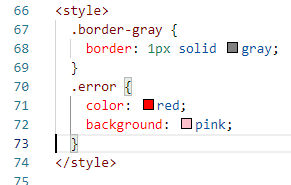 66 <style>
67   .border-gray {
68     border: 1px solid gray;
69   }
70   .error {
71     color: red;
72     background: pink;
73   }
74 </style>